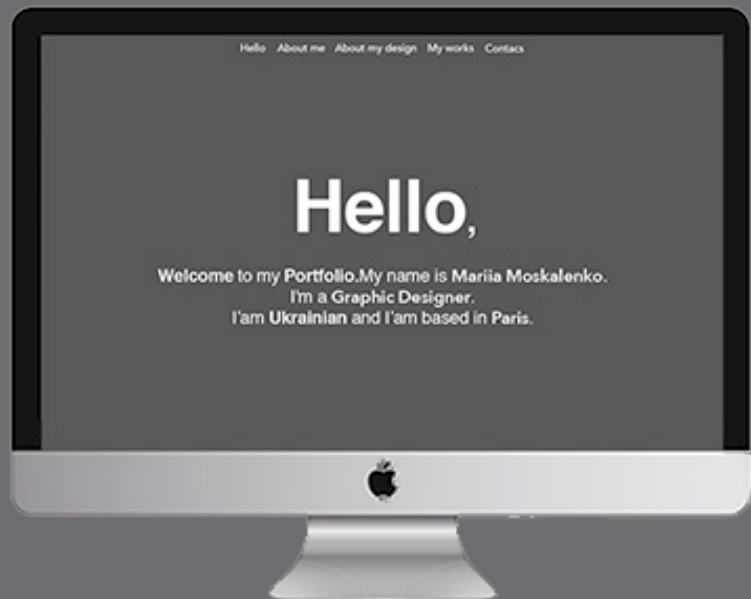 Hello About me About my design My works Contacs
Hello,
Welcome to my Portfolio.My name is Mariia Moskalenko.
I'm a Graphic Designer.
I'am Ukrainian and I'am based in Paris.